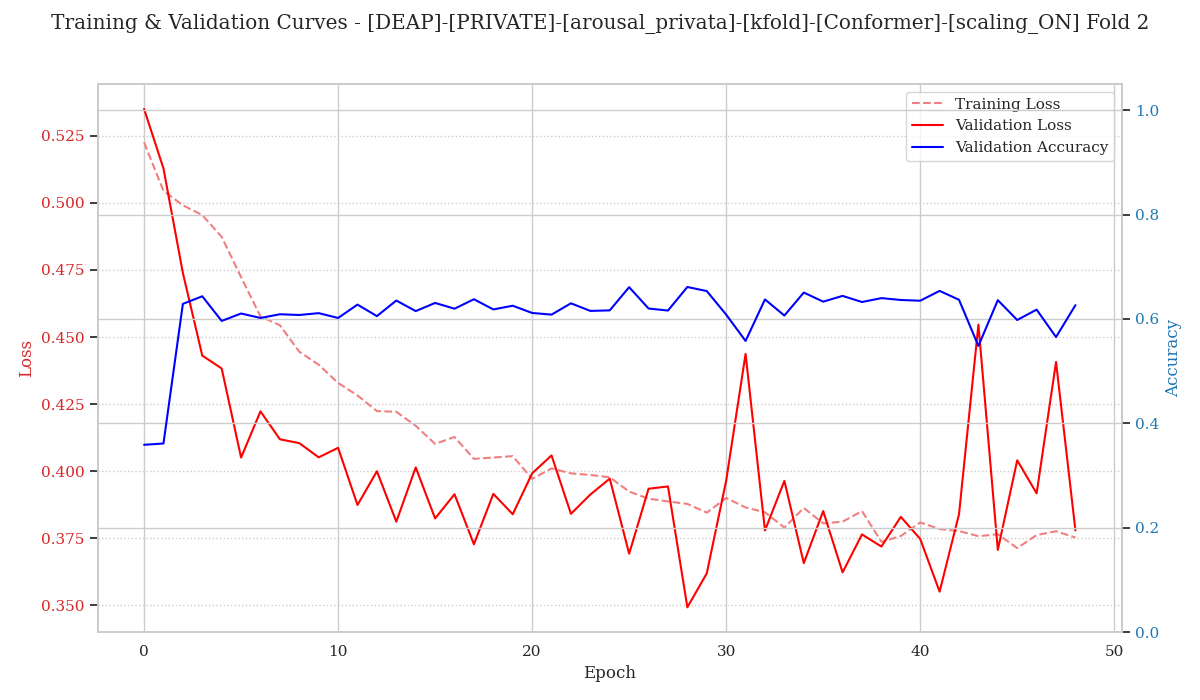 Training & Validation Curves - [DEAP]-[PRIVATE]-[arousal_privata]-[kfold]-[Conformer]-[scaling_ON] Fold 2
Training Loss
Validation Loss
Validation Accuracy
0.525
0.500
0.475
0.450
0.425
0.400
0.375
0.350
Loss
1.0
0.8
0.6
0.4
0.2
0.0
Accuracy
0 10 20 30 40 50
Epoch